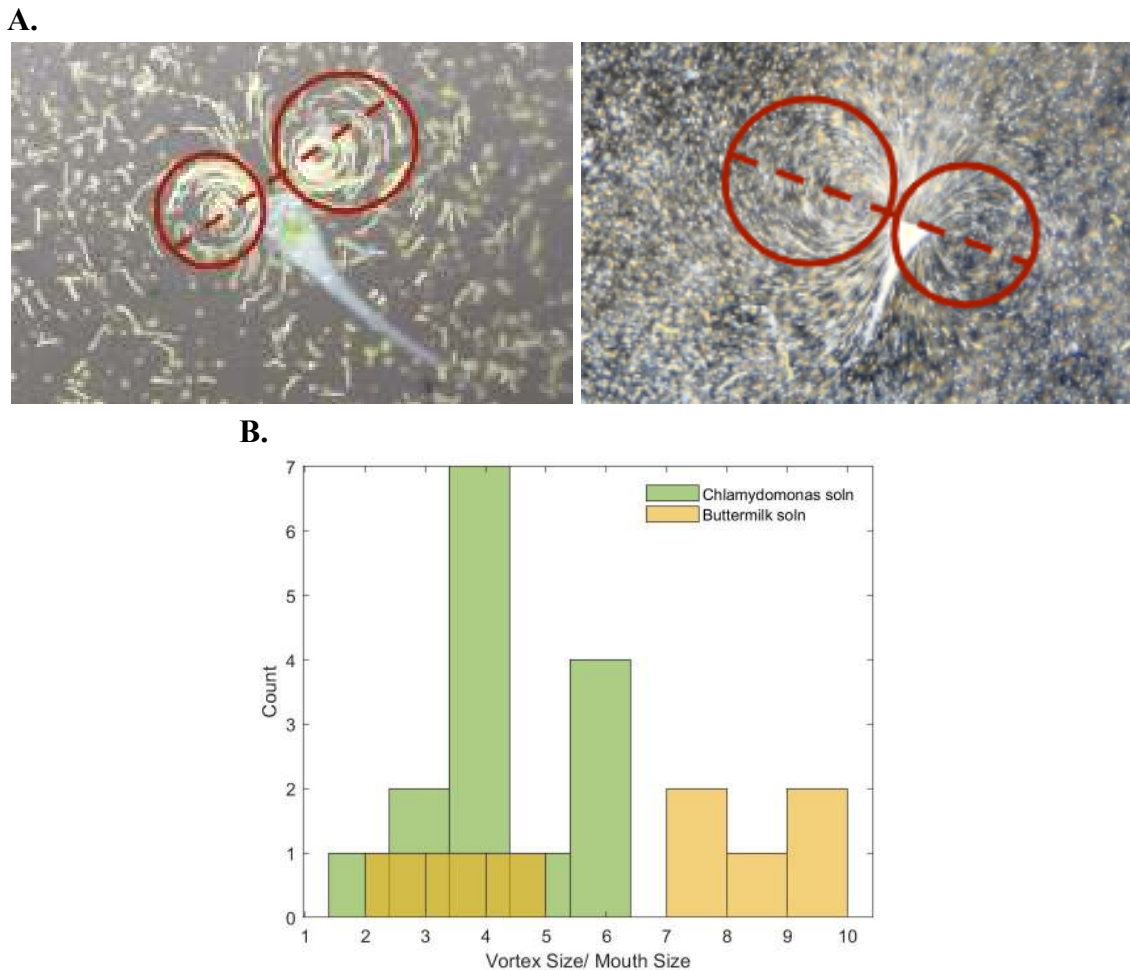 A.
B.
7
6
5
4
3
2
1
0
Count
Chlamydomonas soln
Buttermilk soln
1 2 3 4 5 6 7 8 9 10
Vortex Size/ Mouth Size